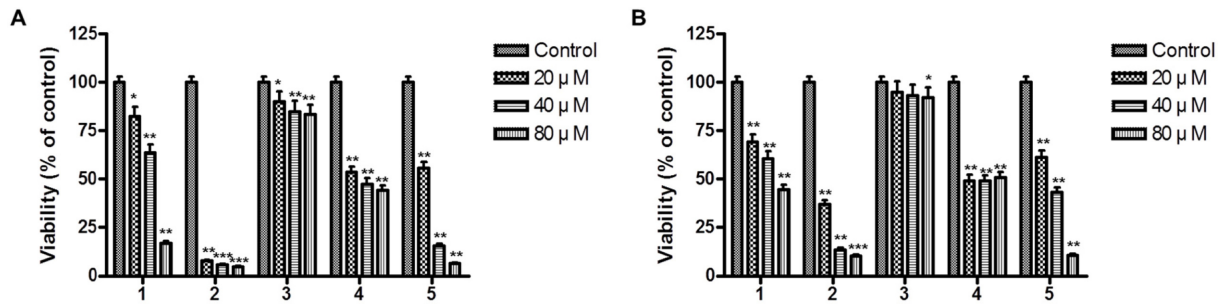 A
Viability (% of control)
125
100
75
50
25
0
* ** **
** *** ***
* ** **
** ** **
** ** **
1 2 3 4 5
Control
20 µ M
40 µ M
80 µ M
B
Viability (% of control)
125
100
75
50
25
0
** ** **
** ** ***
*
** ** **
** ** **
1 2 3 4 5
Control
20 µ M
40 µ M
80 µ M